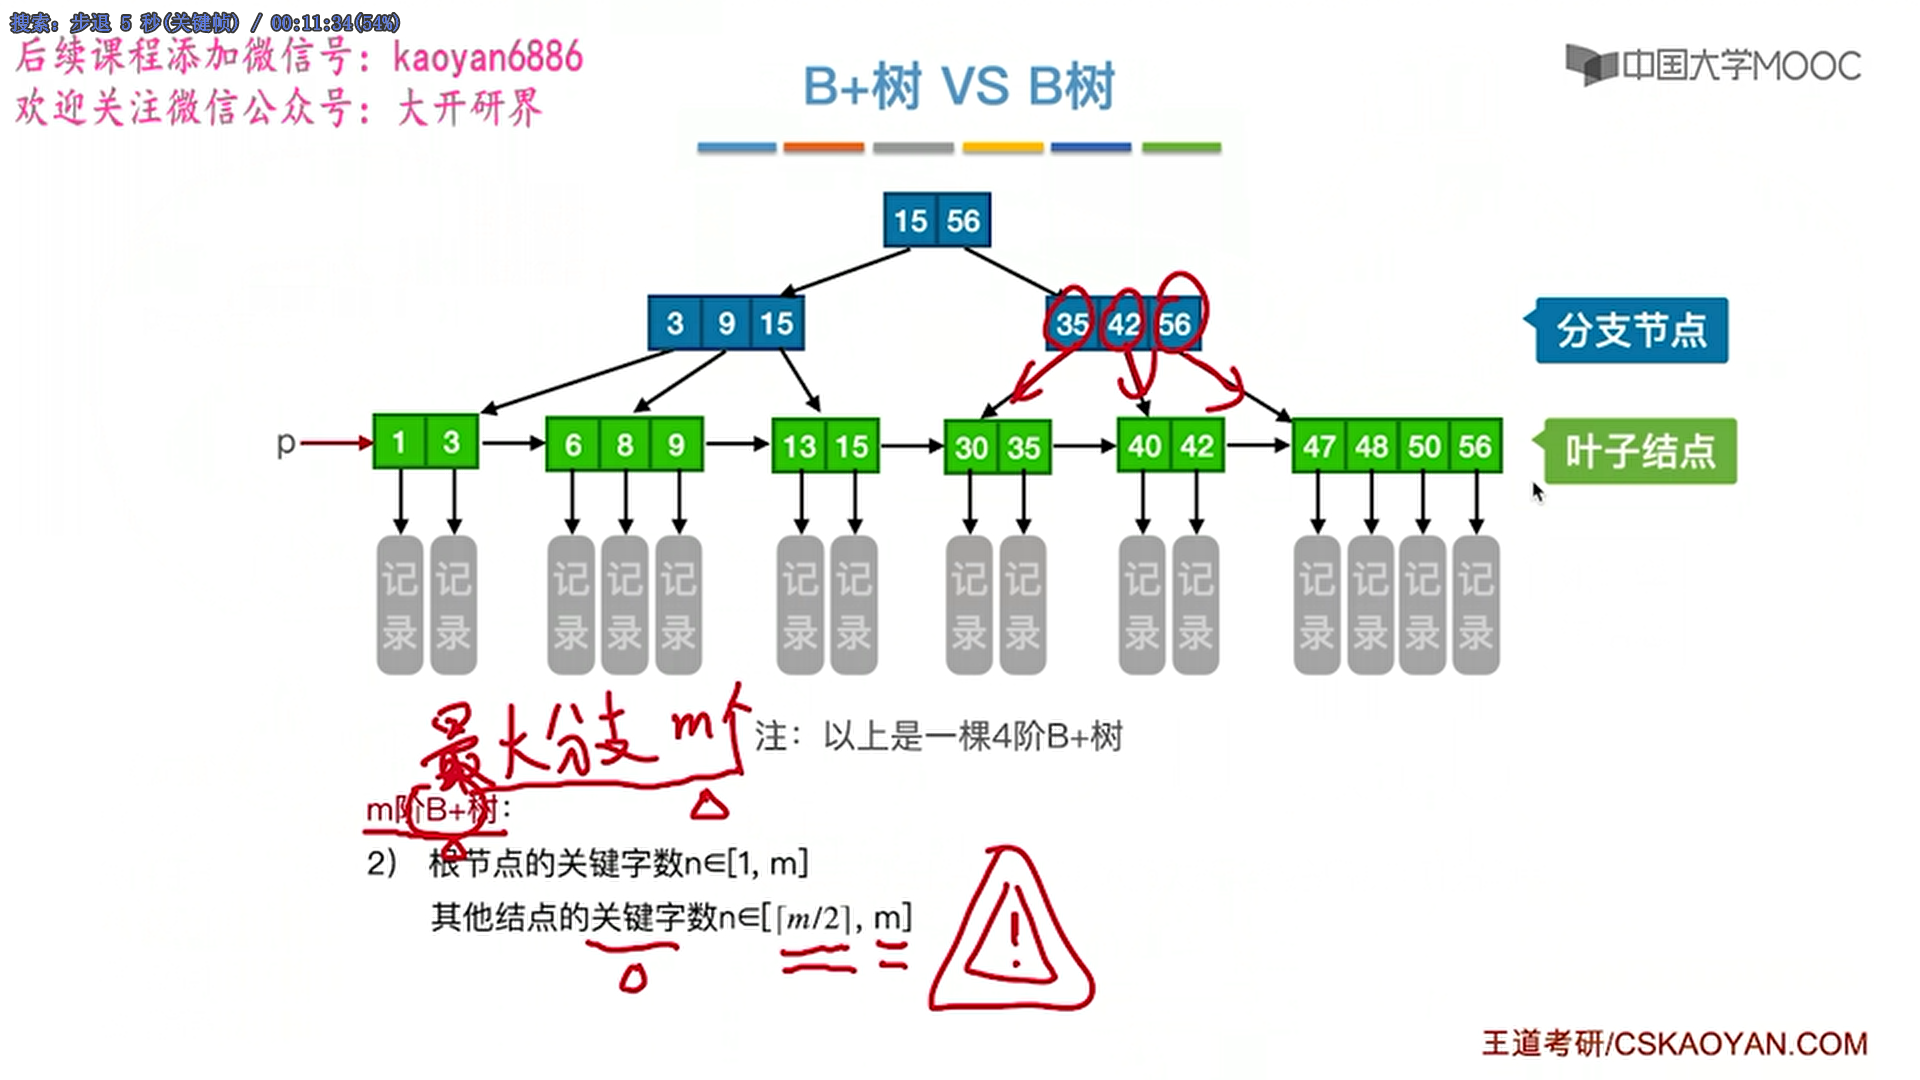 搜索: 步退 5 秒(关键帧) / 00:11:34(54%)
后续课程添加微信号：kaoyan6886
欢迎关注微信公众号：大开研界
中国大学MOOC
B+树 VS B树
15 56
3 9 15
35 42 56
分支节点
p
1 3
6 8 9
13 15
30 35
40 42
47 48 50 56
叶子结点
记录 记录 记录 记录 记录 记录 记录 记录 记录 记录 记录 记录 记录 记录 记录
最大分支 m个
注：以上是一棵4阶B+树
m阶B+树：
2) 根节点的关键字数n∈[1, m]
其他结点的关键字数n∈[⌈m/2⌉, m]
!
王道考研/CSKAOYAN.COM